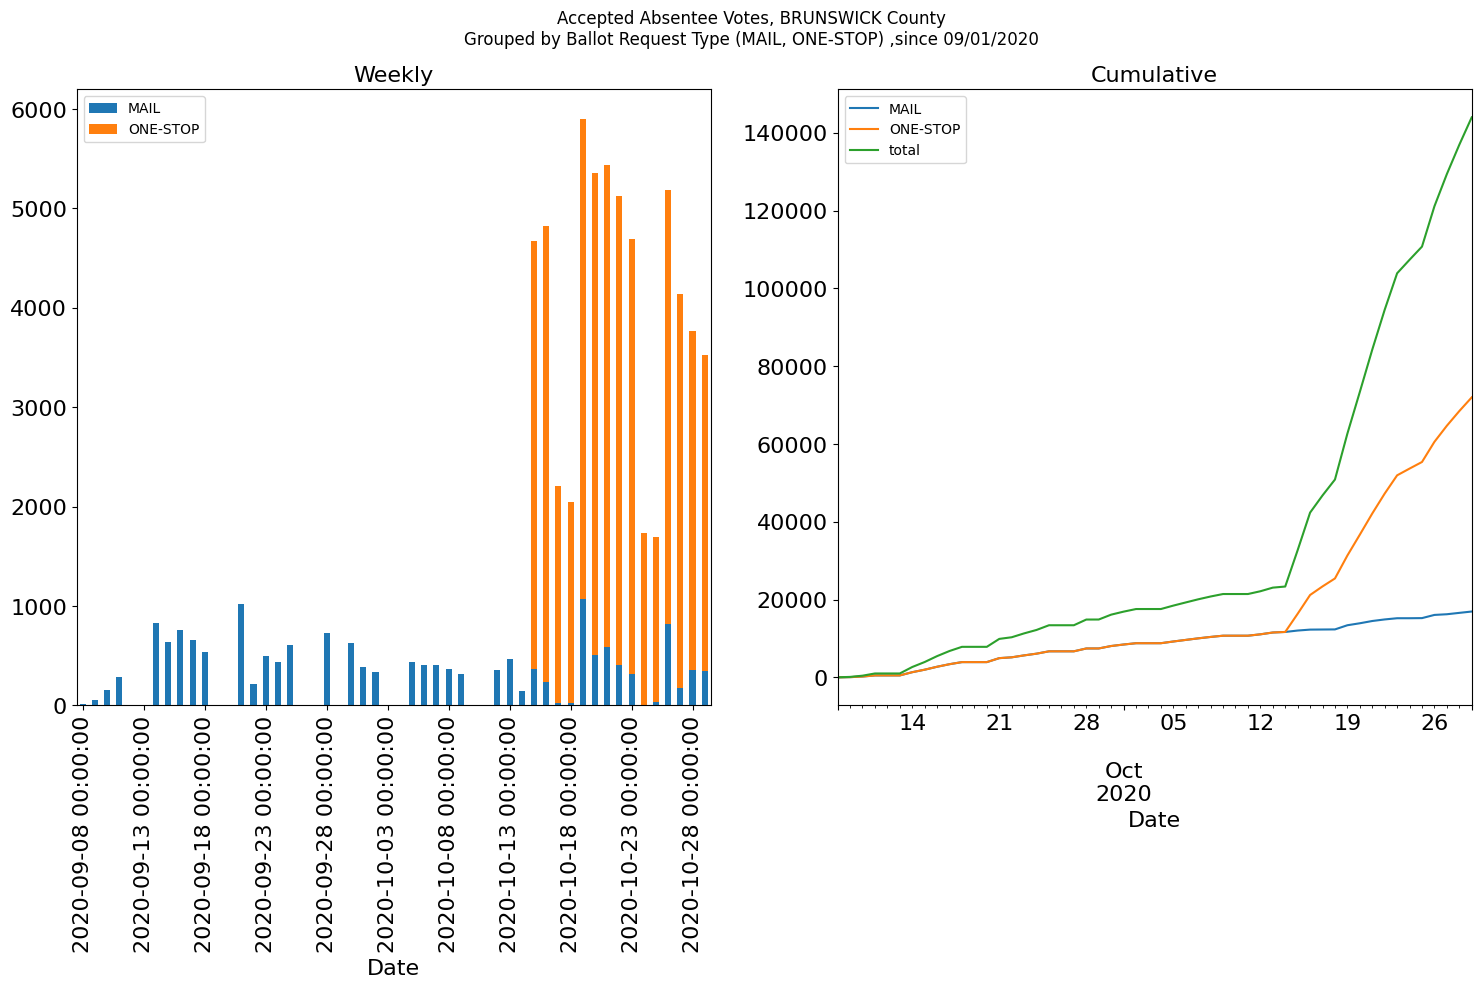 Accepted Absentee Votes, BRUNSWICK County
Grouped by Ballot Request Type (MAIL, ONE-STOP) ,since 09/01/2020
Weekly
MAIL
ONE-STOP
6000
5000
4000
3000
2000
1000
0
2020-09-08 00:00:00
2020-09-13 00:00:00
2020-09-18 00:00:00
2020-09-23 00:00:00
2020-09-28 00:00:00
2020-10-03 00:00:00
2020-10-08 00:00:00
2020-10-13 00:00:00
2020-10-18 00:00:00
2020-10-23 00:00:00
2020-10-28 00:00:00
Date
Cumulative
MAIL
ONE-STOP
total
140000
120000
100000
80000
60000
40000
20000
0
14 21 28 05 12 19 26
Oct
2020
Date